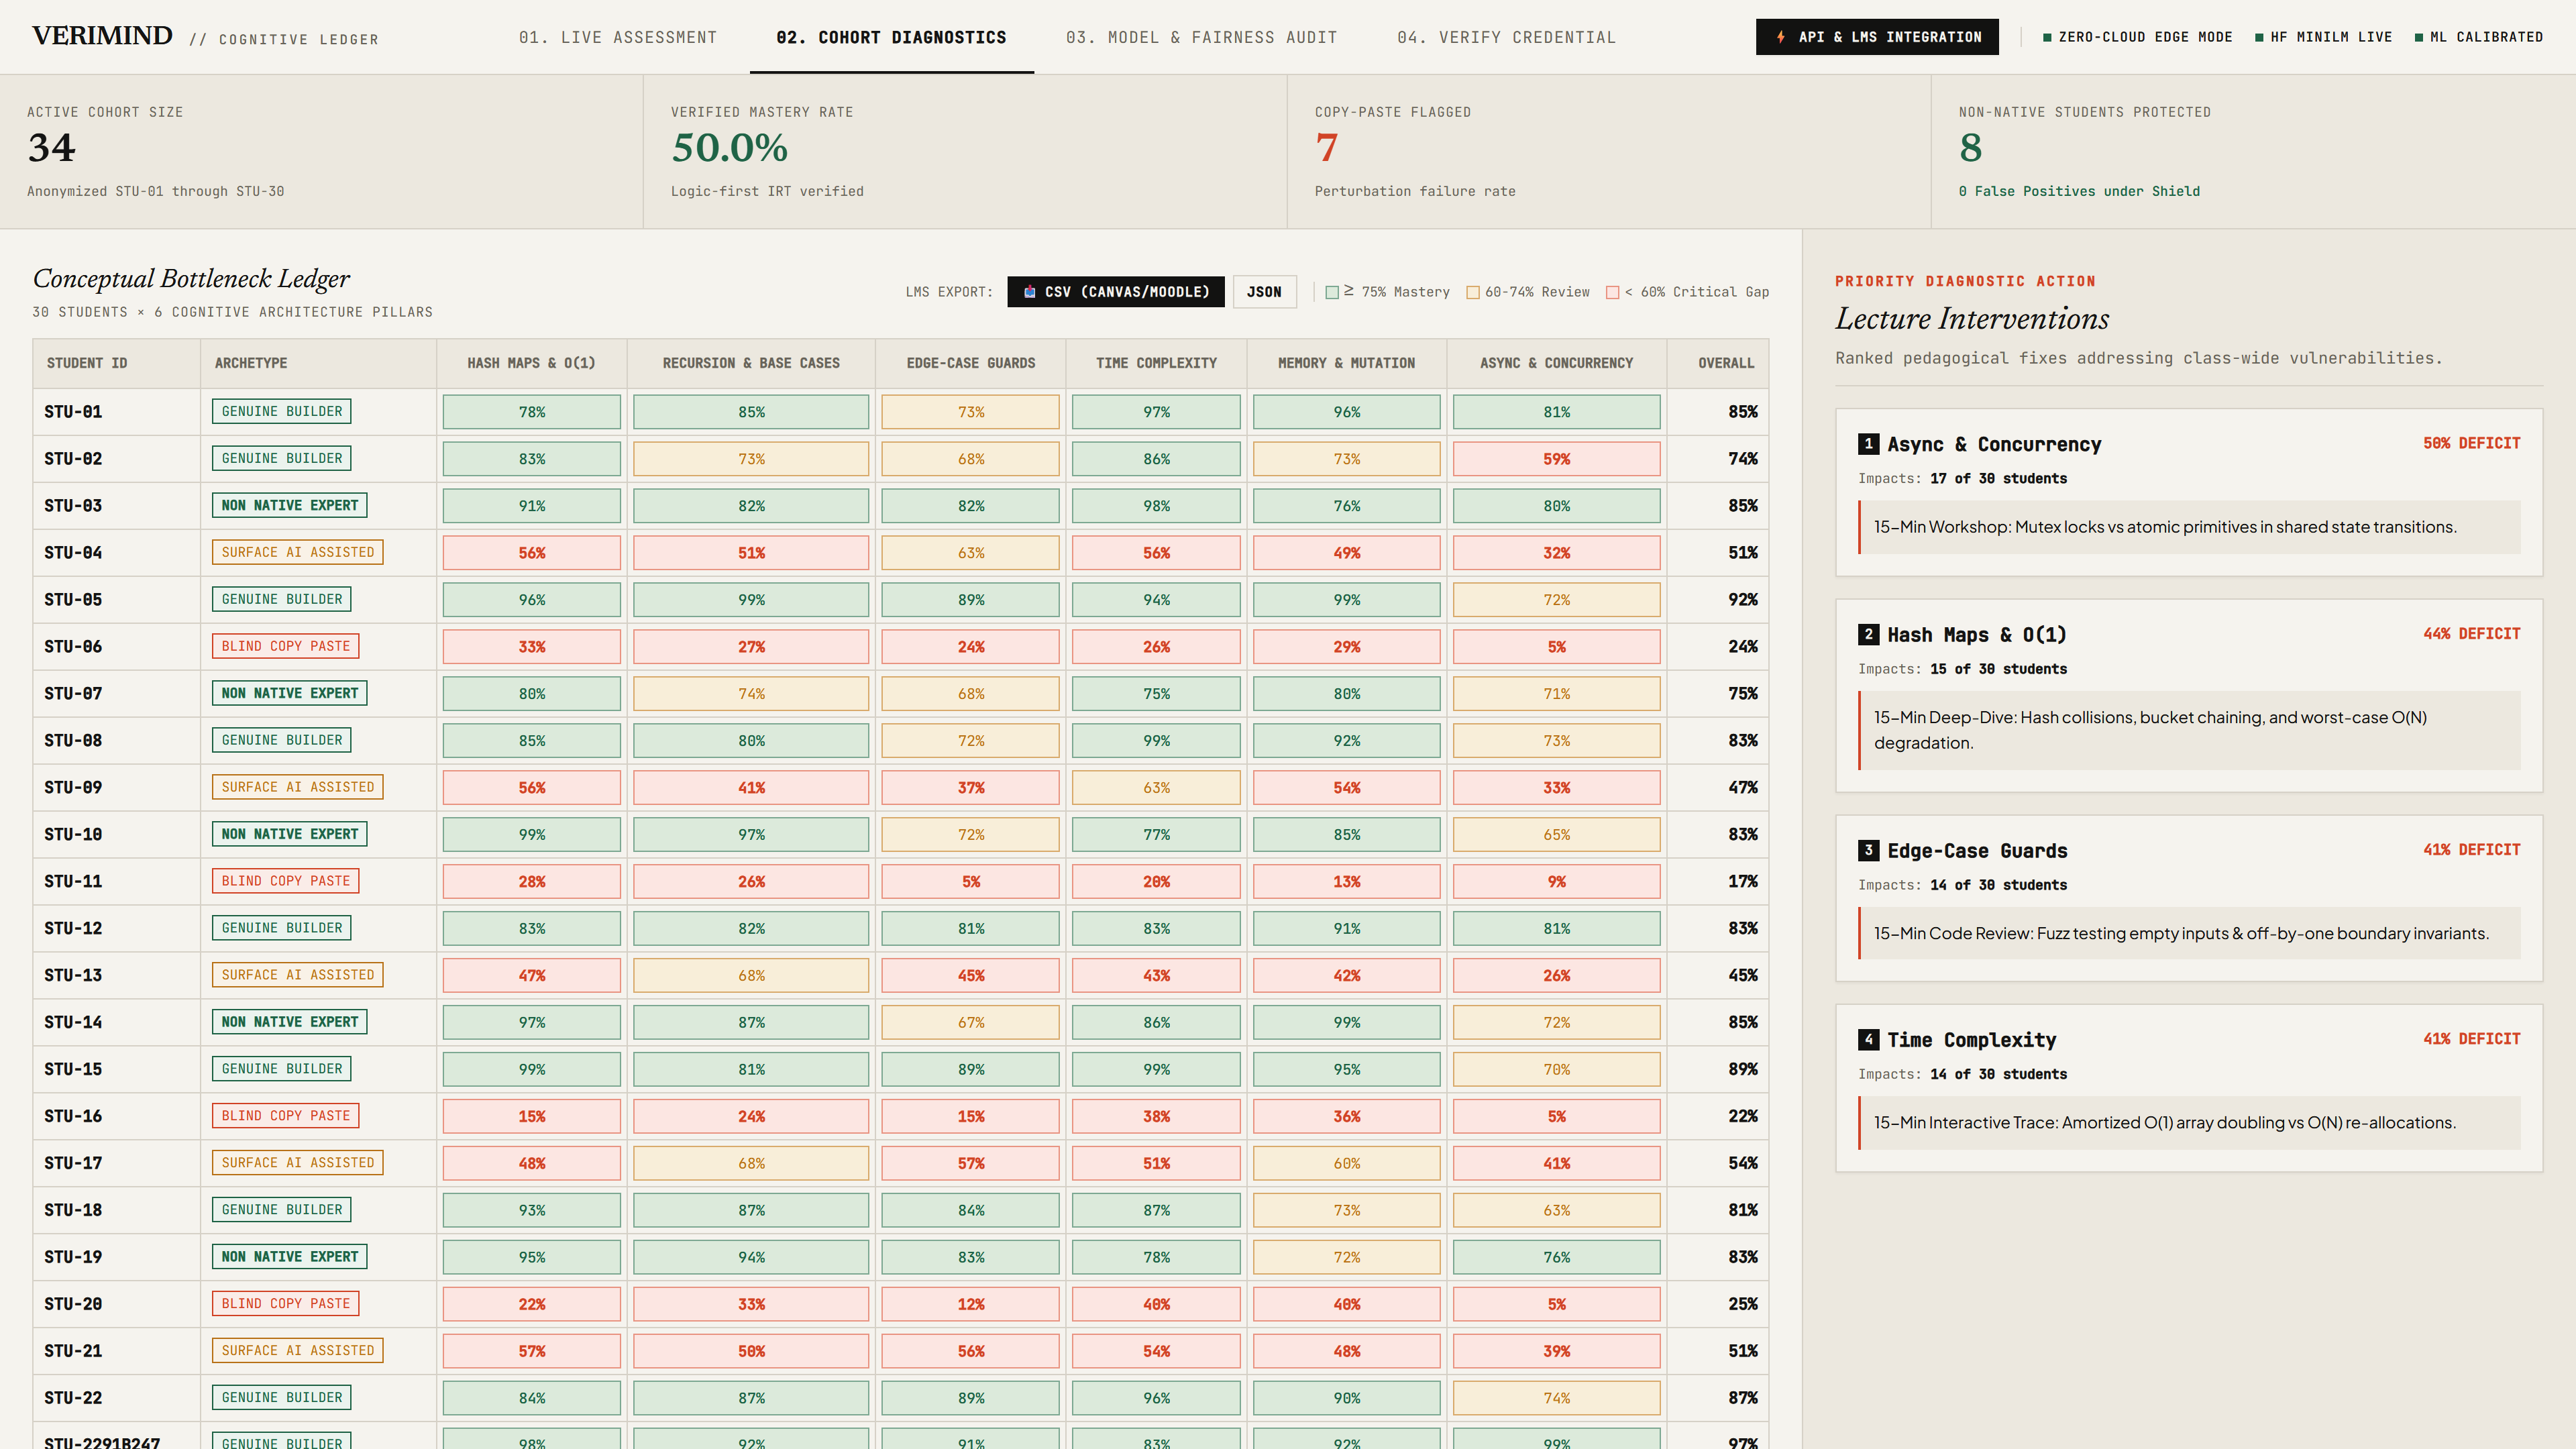 VERIMIND // COGNITIVE LEDGER
01. LIVE ASSESSMENT
02. COHORT DIAGNOSTICS
03. MODEL & FAIRNESS AUDIT
04. VERIFY CREDENTIAL
API & LMS INTEGRATION
ZERO-CLOUD EDGE MODE
HF MINILM LIVE
ML CALIBRATED
ACTIVE COHORT SIZE
34
Anonymized STU-01 through STU-30
VERIFIED MASTERY RATE
50.0%
Logic-first IRT verified
COPY-PASTE FLAGGED
7
Perturbation failure rate
NON-NATIVE STUDENTS PROTECTED
8
0 False Positives under Shield
Conceptual Bottleneck Ledger
30 STUDENTS × 6 COGNITIVE ARCHITECTURE PILLARS
LMS EXPORT: CSV (CANVAS/MOODLE) JSON ≥ 75% Mastery 60-74% Review < 60% Critical Gap
STUDENT ID ARCHETYPE HASH MAPS & O(1) RECURSION & BASE CASES EDGE-CASE GUARDS TIME COMPLEXITY MEMORY & MUTATION ASYNC & CONCURRENCY OVERALL
STU-01 GENUINE BUILDER 78% 85% 73% 97% 96% 81% 85%
STU-02 GENUINE BUILDER 83% 73% 68% 86% 73% 59% 74%
STU-03 NON NATIVE EXPERT 91% 82% 82% 98% 76% 80% 85%
STU-04 SURFACE AI ASSISTED 56% 51% 63% 56% 49% 32% 51%
STU-05 GENUINE BUILDER 96% 99% 89% 94% 99% 72% 92%
STU-06 BLIND COPY PASTE 33% 27% 24% 26% 29% 5% 24%
STU-07 NON NATIVE EXPERT 80% 74% 68% 75% 80% 71% 75%
STU-08 GENUINE BUILDER 85% 80% 72% 99% 92% 73% 83%
STU-09 SURFACE AI ASSISTED 56% 41% 37% 63% 54% 33% 47%
STU-10 NON NATIVE EXPERT 99% 97% 72% 77% 85% 65% 83%
STU-11 BLIND COPY PASTE 28% 26% 5% 20% 13% 9% 17%
STU-12 GENUINE BUILDER 83% 82% 81% 83% 91% 81% 83%
STU-13 SURFACE AI ASSISTED 47% 68% 45% 43% 42% 26% 45%
STU-14 NON NATIVE EXPERT 97% 87% 67% 86% 99% 72% 85%
STU-15 GENUINE BUILDER 99% 81% 89% 99% 95% 70% 89%
STU-16 BLIND COPY PASTE 15% 24% 15% 38% 36% 5% 22%
STU-17 SURFACE AI ASSISTED 48% 68% 57% 51% 60% 41% 54%
STU-18 GENUINE BUILDER 93% 87% 84% 87% 73% 63% 81%
STU-19 NON NATIVE EXPERT 95% 94% 83% 78% 72% 76% 83%
STU-20 BLIND COPY PASTE 22% 33% 12% 40% 40% 5% 25%
STU-21 SURFACE AI ASSISTED 57% 50% 56% 54% 48% 39% 51%
STU-22 GENUINE BUILDER 84% 87% 89% 96% 90% 74% 87%
STU-2291B247 GENUINE BUILDER 98% 92% 91% 83% 92% 99% 97%
PRIORITY DIAGNOSTIC ACTION
Lecture Interventions
Ranked pedagogical fixes addressing class-wide vulnerabilities.
1 Async & Concurrency 50% DEFICIT
Impacts: 17 of 30 students
15-Min Workshop: Mutex locks vs atomic primitives in shared state transitions.
2 Hash Maps & O(1) 44% DEFICIT
Impacts: 15 of 30 students
15-Min Deep-Dive: Hash collisions, bucket chaining, and worst-case O(N)
degradation.
3 Edge-Case Guards 41% DEFICIT
Impacts: 14 of 30 students
15-Min Code Review: Fuzz testing empty inputs & off-by-one boundary invariants.
4 Time Complexity 41% DEFICIT
Impacts: 14 of 30 students
15-Min Interactive Trace: Amortized O(1) array doubling vs O(N) re-allocations.